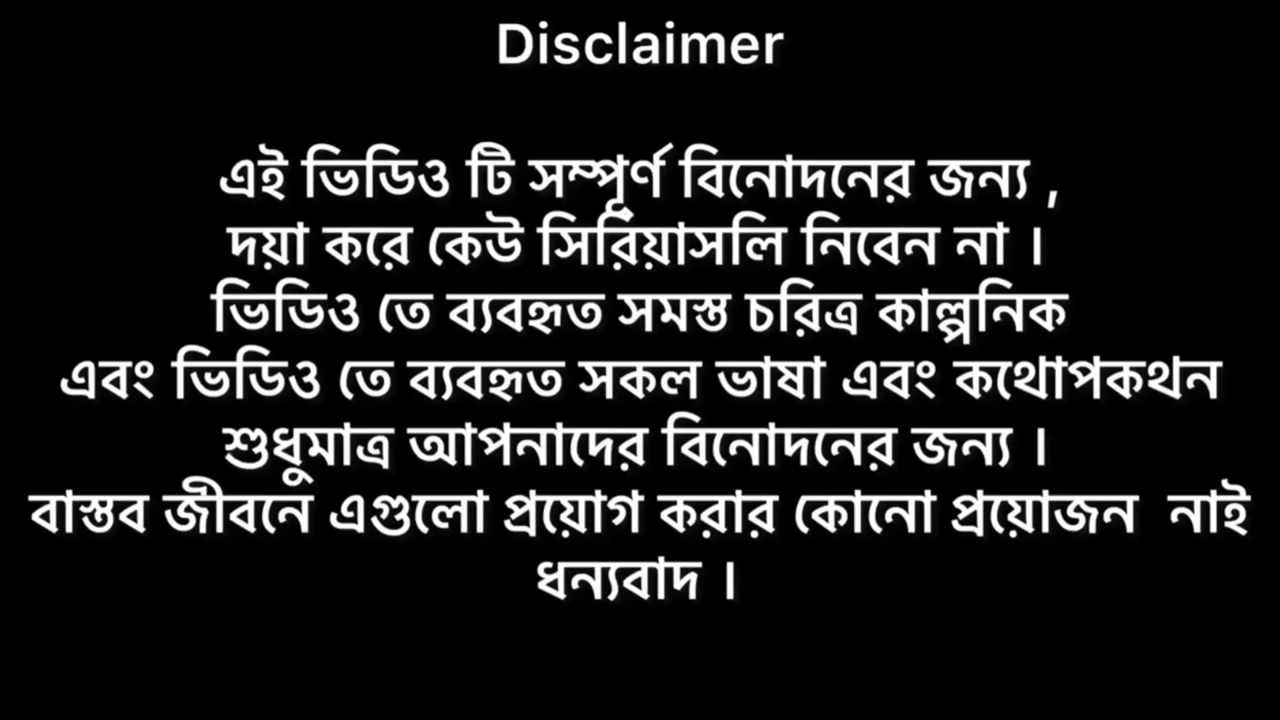 Disclaimer
এই ভিডিও টি সম্পূর্ণ বিনোদনের জন্য ,
দয়া করে কেউ সিরিয়াসলি নিবেন না ।
ভিডিও তে ব্যবহৃত সমস্ত চরিত্র কাল্পনিক
এবং ভিডিও তে ব্যবহৃত সকল ভাষা এবং কথোপকথন
শুধুমাত্র আপনাদের বিনোদনের জন্য ।
বাস্তব জীবনে এগুলো প্রয়োগ করার কোনো প্রয়োজন  নাই
ধন্যবাদ ।